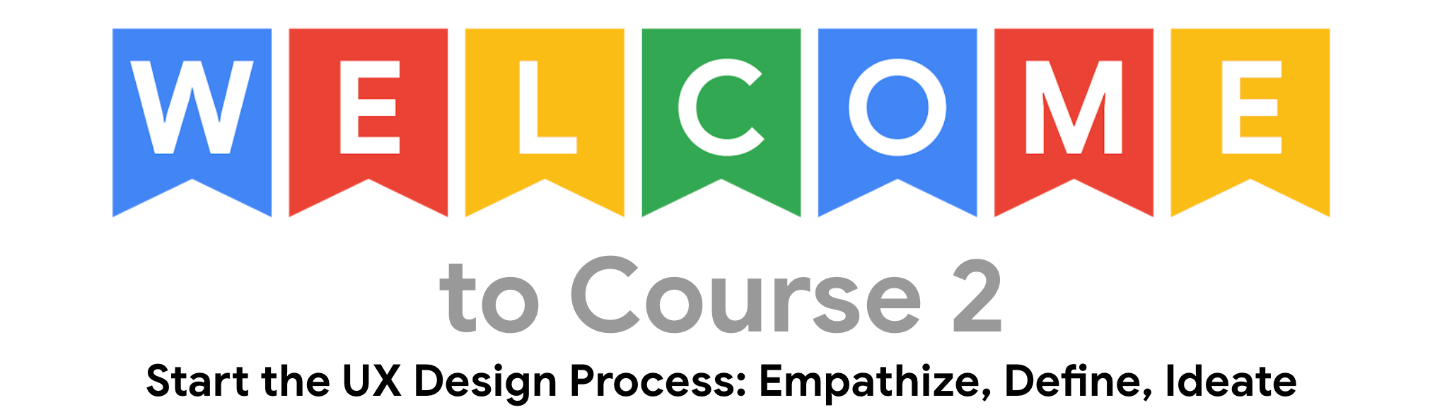 WELCOME
to Course 2
Start the UX Design Process: Empathize, Define, Ideate